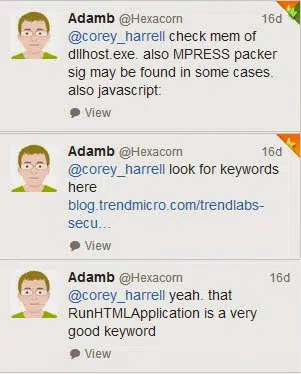 Adamb @Hexacorn 16d
@corey_harrell check mem of
dllhost.exe. also MPRESS packer
sig may be found in some cases.
also javascript:
View
Adamb @Hexacorn 16d
@corey_harrell look for keywords
here
blog.trendmicro.com/trendlabs-
secu...
View
Adamb @Hexacorn 16d
@corey_harrell yeah. that
RunHTMLApplication is a very
good keyword
View